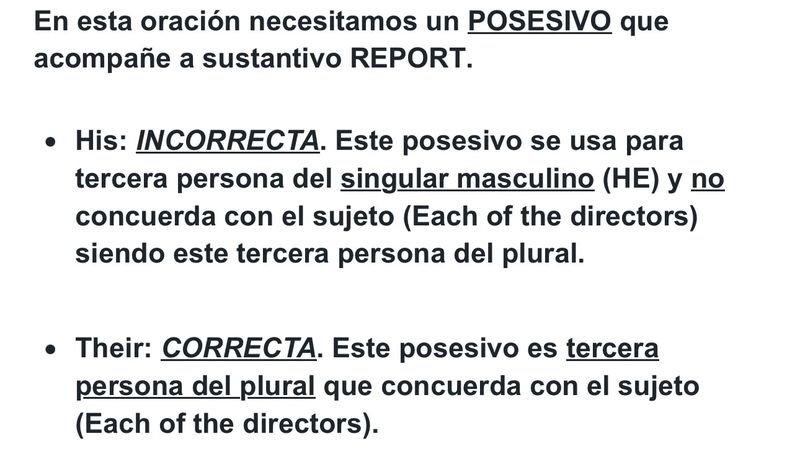 En esta oración necesitamos un POSESIVO que
acompañe a sustantivo REPORT.
• His: INCORRECTA. Este posesivo se usa para
tercera persona del singular masculino (HE) y no
concuerda con el sujeto (Each of the directors)
siendo este tercera persona del plural.
• Their: CORRECTA. Este posesivo es tercera
persona del plural que concuerda con el sujeto
(Each of the directors).